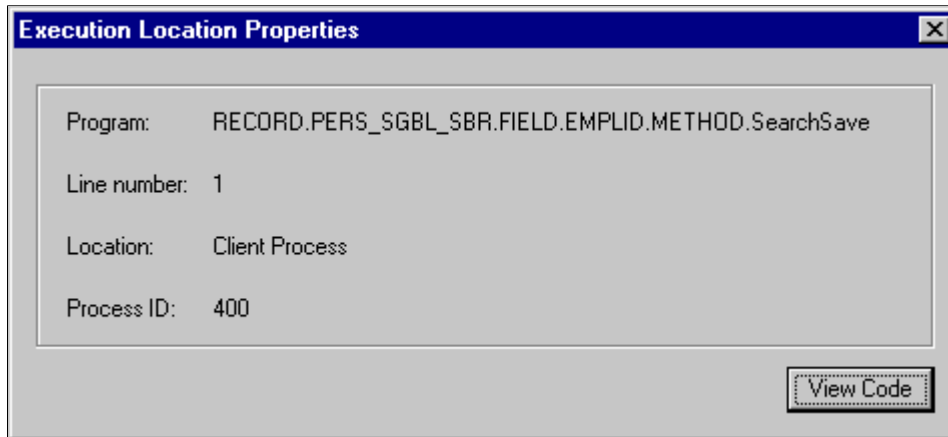 Execution Location Properties
Program: RECORD.PERS_SGBL_SBR.FIELD.EMPLID.METHOD.SearchSave
Line number: 1
Location: Client Process
Process ID: 400
View Code